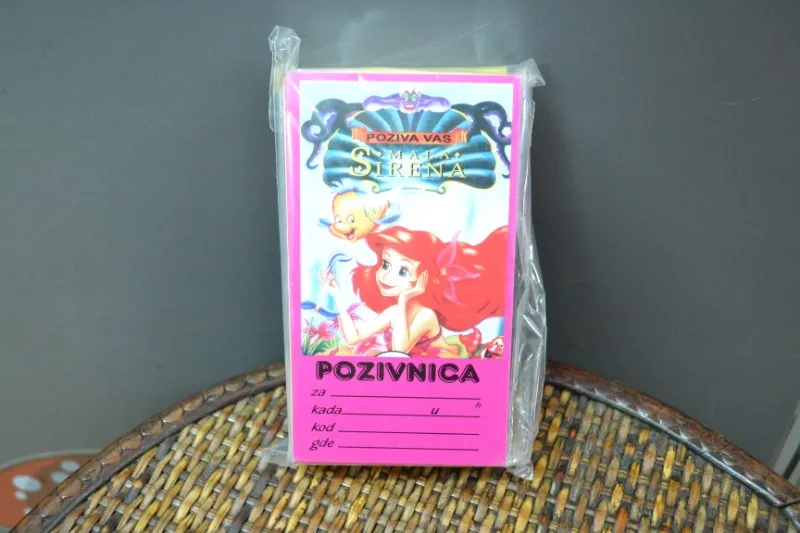 POZIVA VAS
MALA
SIRENA
POZIVNICA
za
kada u h
kod
gde